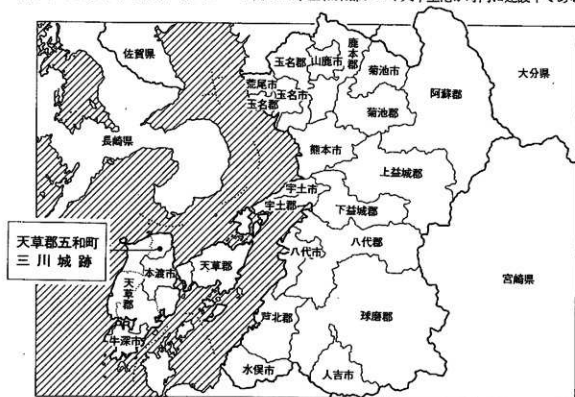 佐賀県
玉名郡
山鹿市
鹿本郡
菊池市
阿蘇郡
大分県
荒尾市
玉名市
玉名郡
菊池郡
長崎県
熊本市
上益城郡
宇土市
宇土郡
下益城郡
天草郡五和町
三川城跡
八代市
八代郡
天草郡
本渡市
宮崎県
天草郡
芦北郡
球磨郡
牛深市
水俣市
人吉市